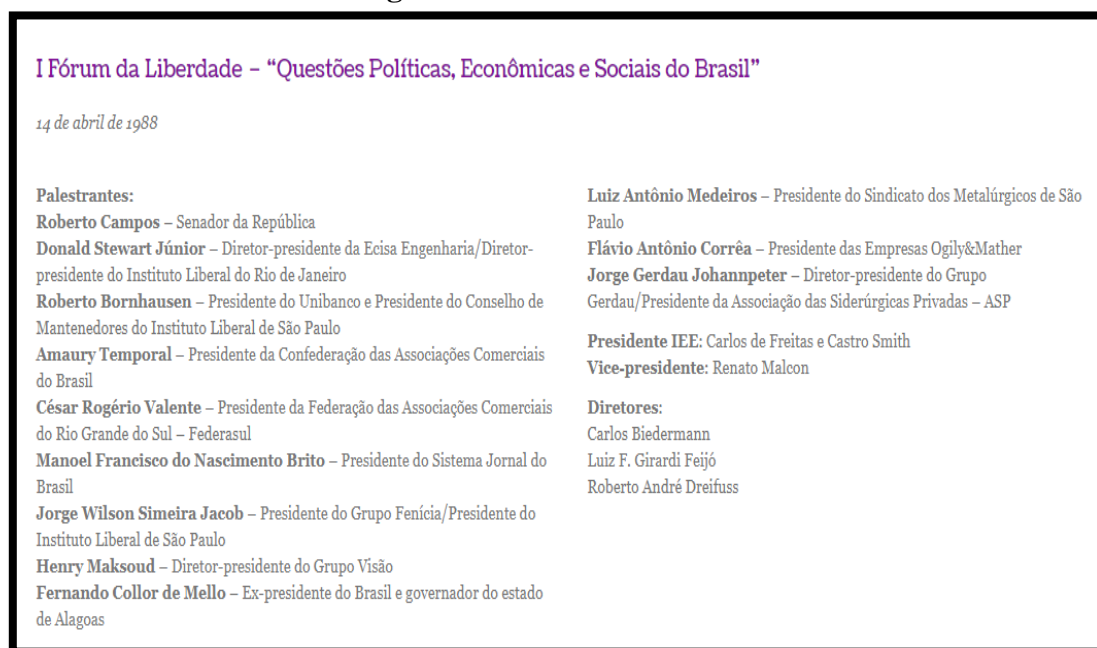 I Fórum da Liberdade – “Questões Políticas, Econômicas e Sociais do Brasil”
14 de abril de 1988
Palestrantes:
Roberto Campos – Senador da República
Donald Stewart Júnior – Diretor-presidente da Ecisa Engenharia/Diretor-
presidente do Instituto Liberal do Rio de Janeiro
Roberto Bornhausen – Presidente do Unibanco e Presidente do Conselho de
Mantenedores do Instituto Liberal de São Paulo
Amaury Temporal – Presidente da Confederação das Associações Comerciais
do Brasil
César Rogério Valente – Presidente da Federação das Associações Comerciais
do Rio Grande do Sul – Federasul
Manoel Francisco do Nascimento Brito – Presidente do Sistema Jornal do
Brasil
Jorge Wilson Simeira Jacob – Presidente do Grupo Fenícia/Presidente do
Instituto Liberal de São Paulo
Henry Maksoud – Diretor-presidente do Grupo Visão
Fernando Collor de Mello – Ex-presidente do Brasil e governador do estado
de Alagoas
Luiz Antônio Medeiros – Presidente do Sindicato dos Metalúrgicos de São
Paulo
Flávio Antônio Corrêa – Presidente das Empresas Ogily&Mather
Jorge Gerdau Johannpeter – Diretor-presidente do Grupo
Gerdau/Presidente da Associação das Siderúrgicas Privadas – ASP
Presidente IEE: Carlos de Freitas e Castro Smith
Vice-presidente: Renato Malcon
Diretores:
Carlos Biedermann
Luiz F. Girardi Feijó
Roberto André Dreifuss